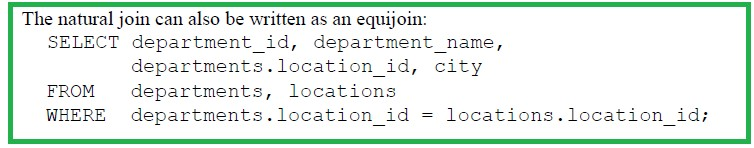 The natural join can also be written as an equijoin:
SELECT department_id, department_name,
departments.location_id, city
FROM departments, locations
WHERE departments.location_id = locations.location_id;